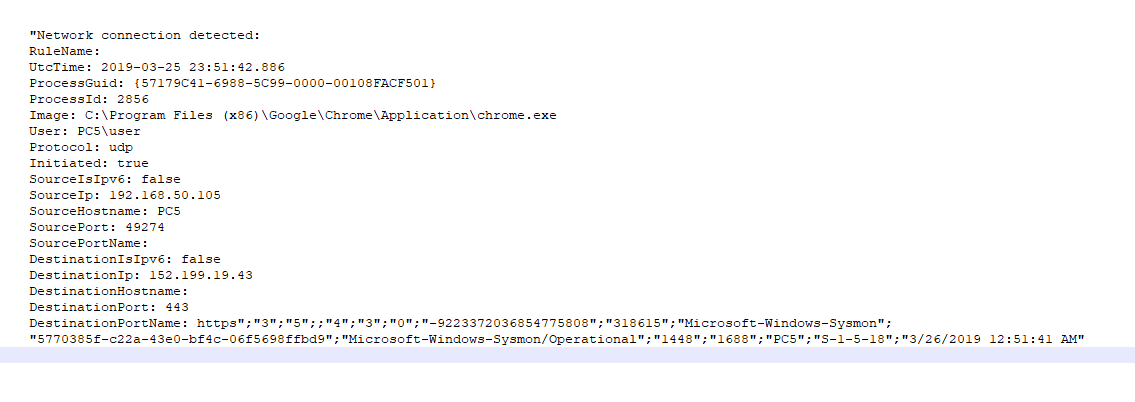 "Network connection detected:
RuleName:
UtcTime: 2019-03-25 23:51:42.886
ProcessGuid: {57179C41-6988-5C99-0000-00108FACF501}
ProcessId: 2856
Image: C:\Program Files (x86)\Google\Chrome\Application\chrome.exe
User: PC5\user
Protocol: udp
Initiated: true
SourceIsIpv6: false
SourceIp: 192.168.50.105
SourceHostname: PC5
SourcePort: 49274
SourcePortName:
DestinationIsIpv6: false
DestinationIp: 152.199.19.43
DestinationHostname:
DestinationPort: 443
DestinationPortName: https";"3";"5";;"4";"3";"0";"-9223372036854775808";"318615";"Microsoft-Windows-Sysmon";
"5770385f-c22a-43e0-bf4c-06f5698ffbd9";"Microsoft-Windows-Sysmon/Operational";"1448";"1688";"PC5";"S-1-5-18";"3/26/2019 12:51:41 AM"